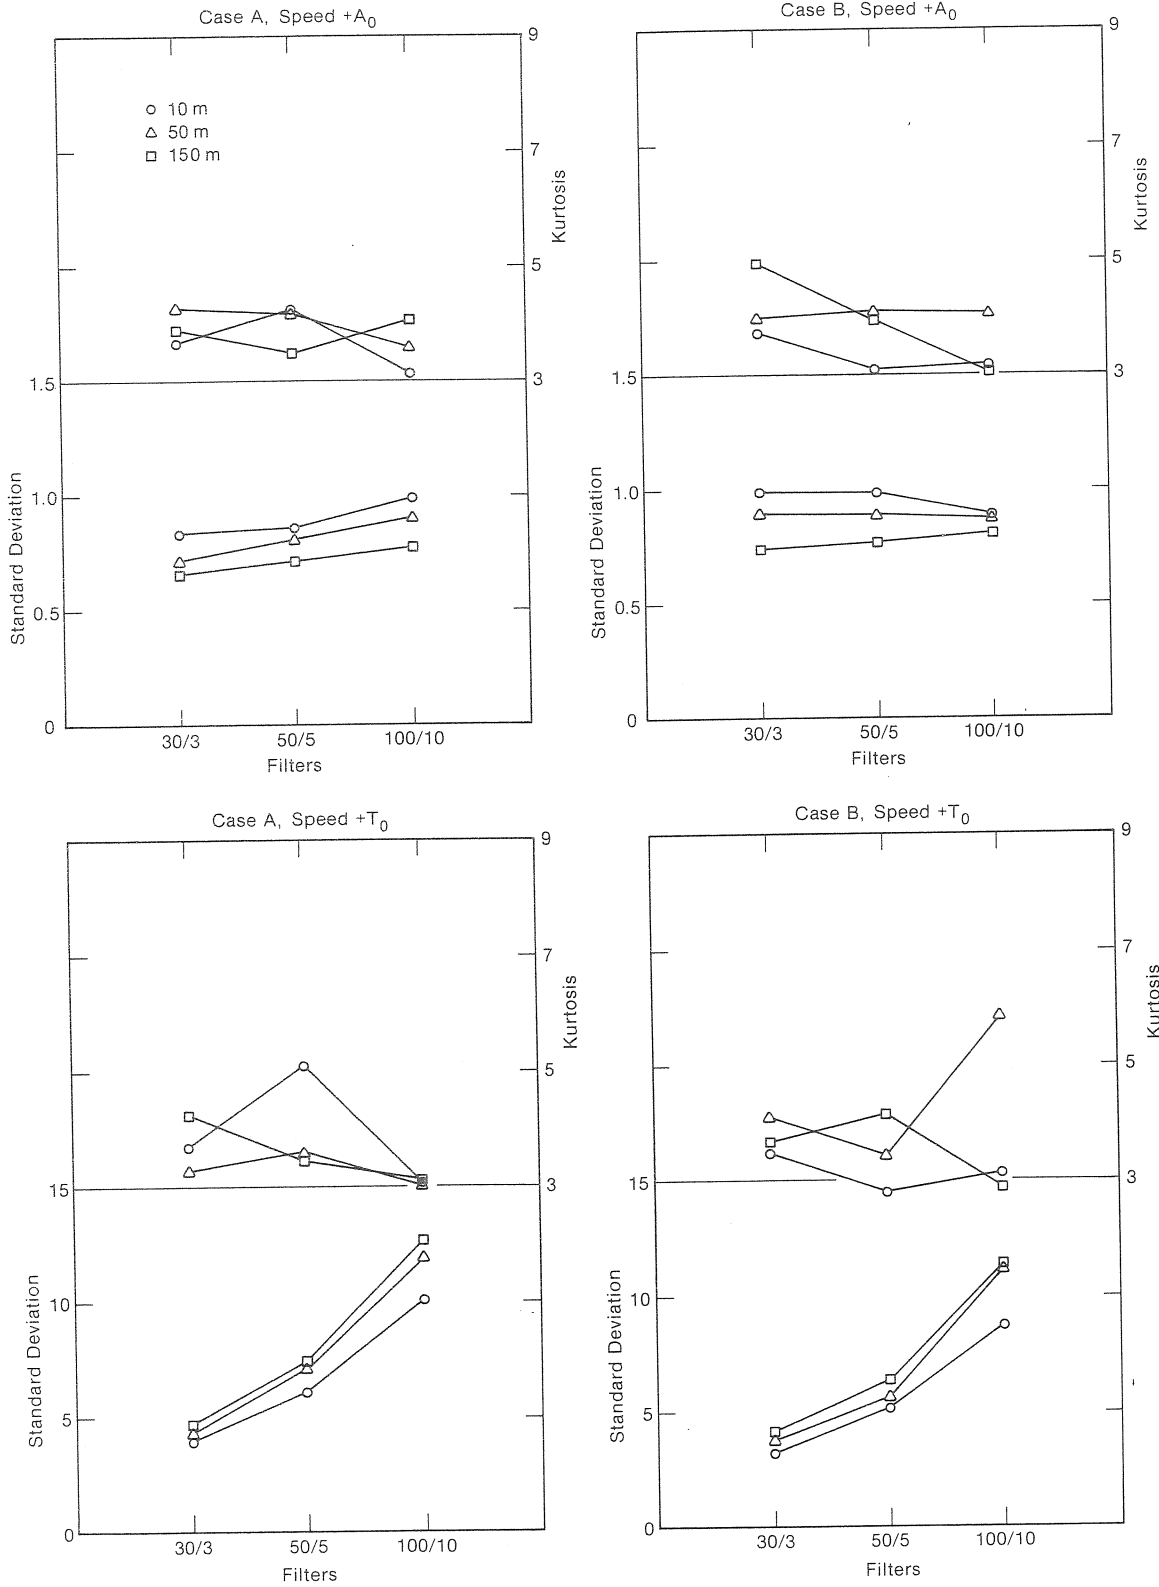 Case A, Speed +A0
9
7
5
3
Kurtosis
10 m
50 m
150 m
1.5
1.0
0.5
0
Standard Deviation
30/3 50/5 100/10
Filters
Case B, Speed +A0
9
7
5
3
Kurtosis
1.5
1.0
0.5
0
Standard Deviation
30/3 50/5 100/10
Filters
Case A, Speed +T0
9
7
5
3
Kurtosis
15
10
5
0
Standard Deviation
30/3 50/5 100/10
Filters
Case B, Speed +T0
9
7
5
3
Kurtosis
15
10
5
0
Standard Deviation
30/3 50/5 100/10
Filters